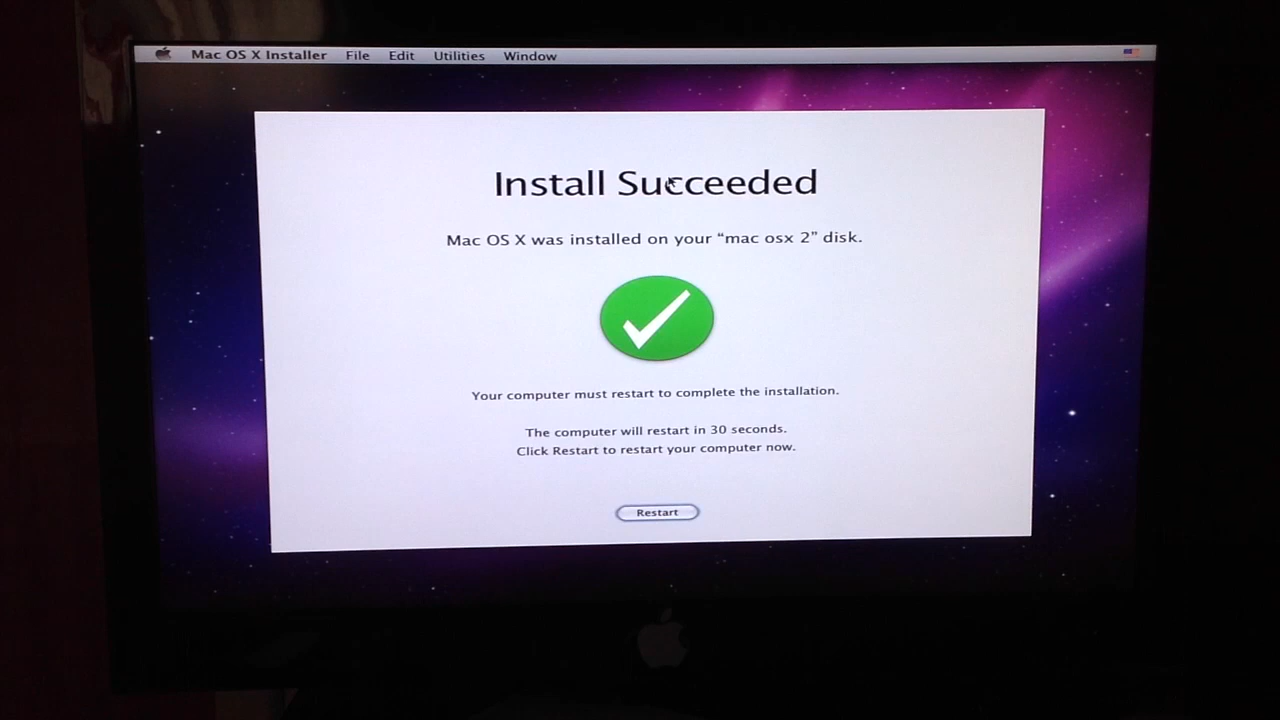 Mac OS X Installer File Edit Utilities Window
Install Succeeded
Mac OS X was installed on your “mac osx 2” disk.
Your computer must restart to complete the installation.
The computer will restart in 30 seconds.
Click Restart to restart your computer now.
Restart